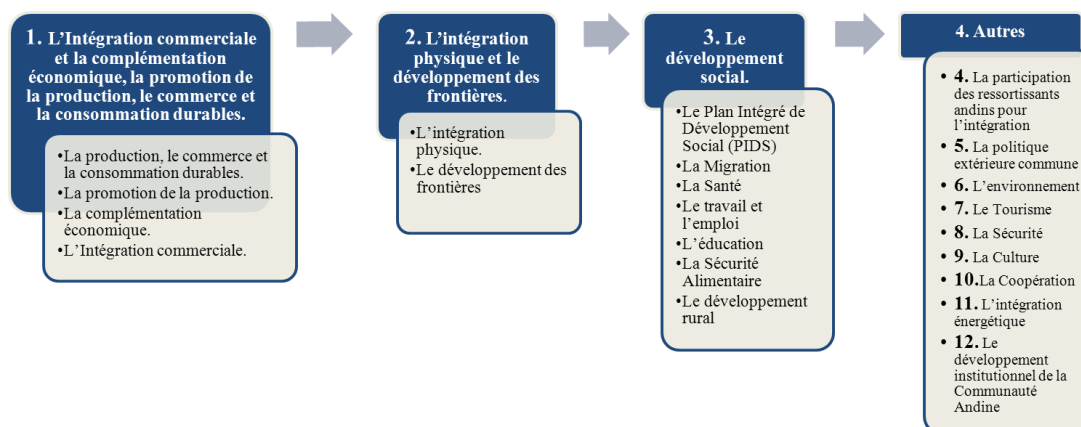 1. L’Intégration commerciale
et la complémentation
économique, la promotion de
la production, le commerce et
la consommation durables.
•La production, le commerce et
la consommation durables.
•La promotion de la production.
•La complémentation
économique.
•L’Intégration commerciale.
2. L’intégration
physique et le
développement des
frontières.
•L’intégration
physique.
•Le développement des
frontières
3. Le
développement
social.
•Le Plan Intégré de
Développement
Social (PIDS)
•La Migration
•La Santé
•Le travail et
l’emploi
•L’éducation
•La Sécurité
Alimentaire
•Le développement
rural
4. Autres
• 4. La participation
des ressortissants
andins pour
l’intégration
• 5. La politique
extérieure commune
• 6. L’environnement
• 7. Le Tourisme
• 8. La Sécurité
• 9. La Culture
• 10.La Coopération
• 11. L’intégration
énergétique
• 12. Le
développement
institutionnel de la
Communauté
Andine